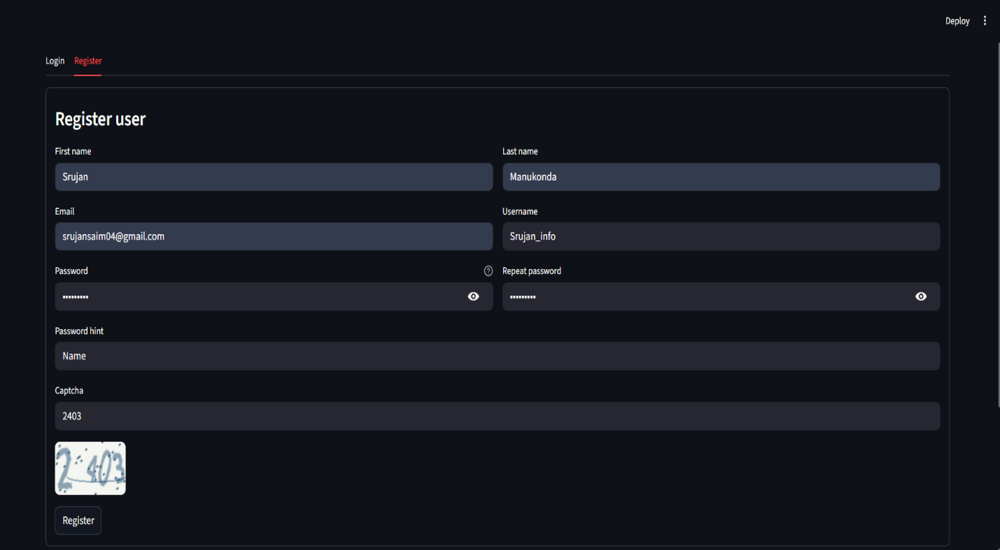 Deploy
Login Register
Register user
First name Last name
Srujan Manukonda
Email Username
srujansaim04@gmail.com Srujan_info
Password Repeat password
••••••••• •••••••••
Password hint
Name
Captcha
2403
2403
Register